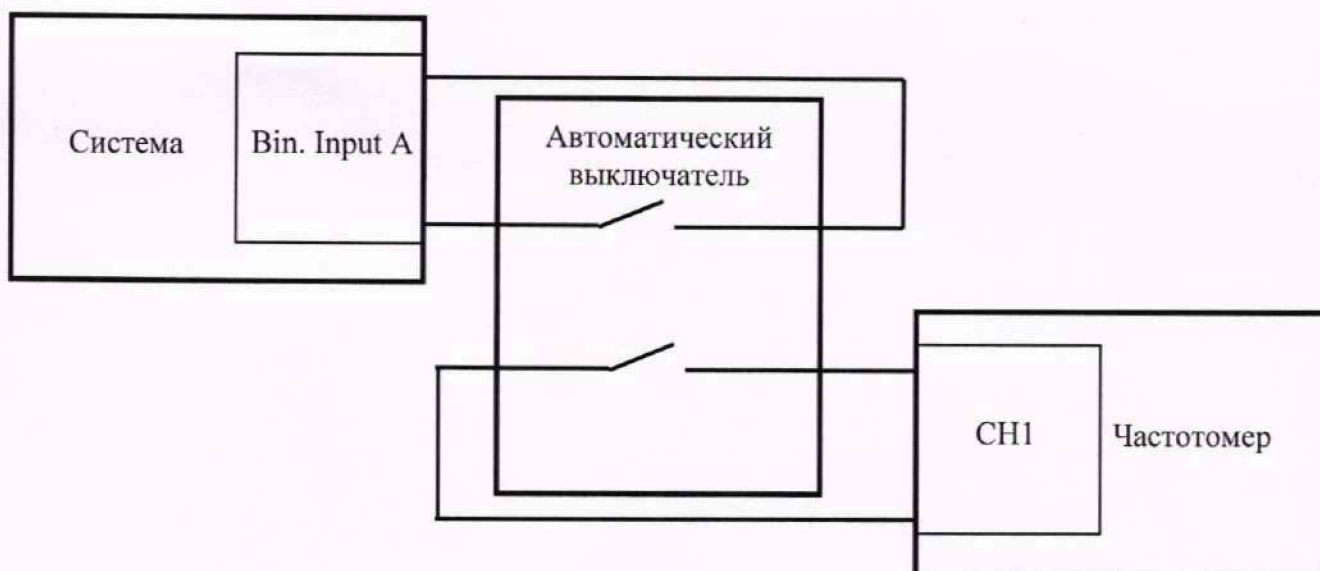 Система
Bin. Input A
Автоматический
выключатель
CH1
Частотомер